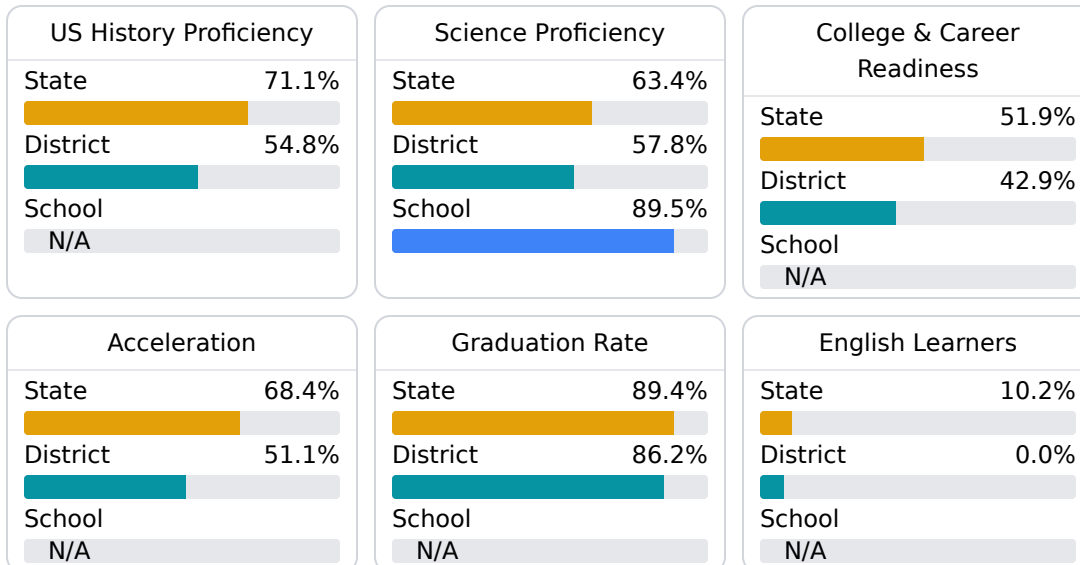 US History Proficiency
State 71.1%
District 54.8%
School
N/A
Science Proficiency
State 63.4%
District 57.8%
School 89.5%
College & Career
Readiness
State 51.9%
District 42.9%
School
N/A
Acceleration
State 68.4%
District 51.1%
School
N/A
Graduation Rate
State 89.4%
District 86.2%
School
N/A
English Learners
State 10.2%
District 0.0%
School
N/A